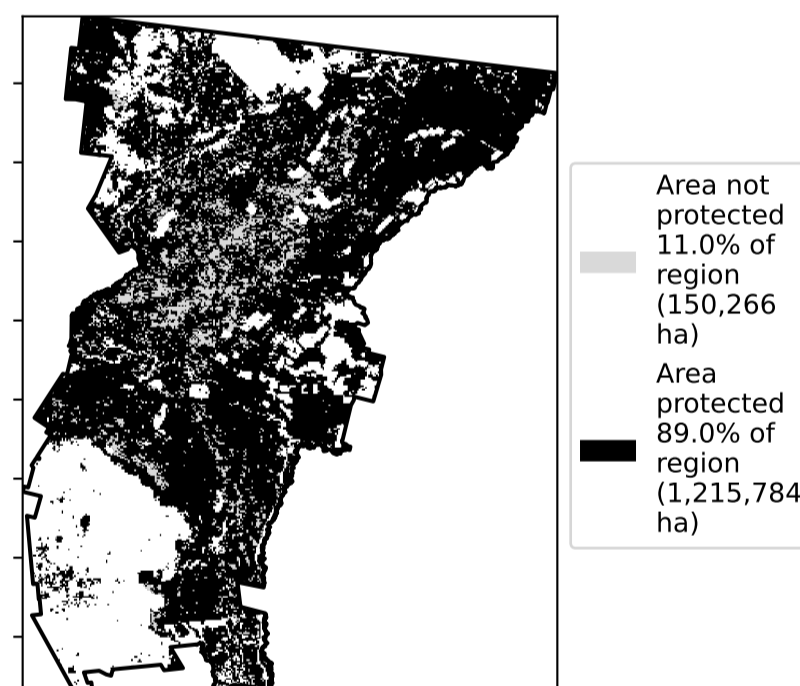 Area not
protected
11.0% of
region
(150,266
ha)
Area
protected
89.0% of
region
(1,215,784
ha)